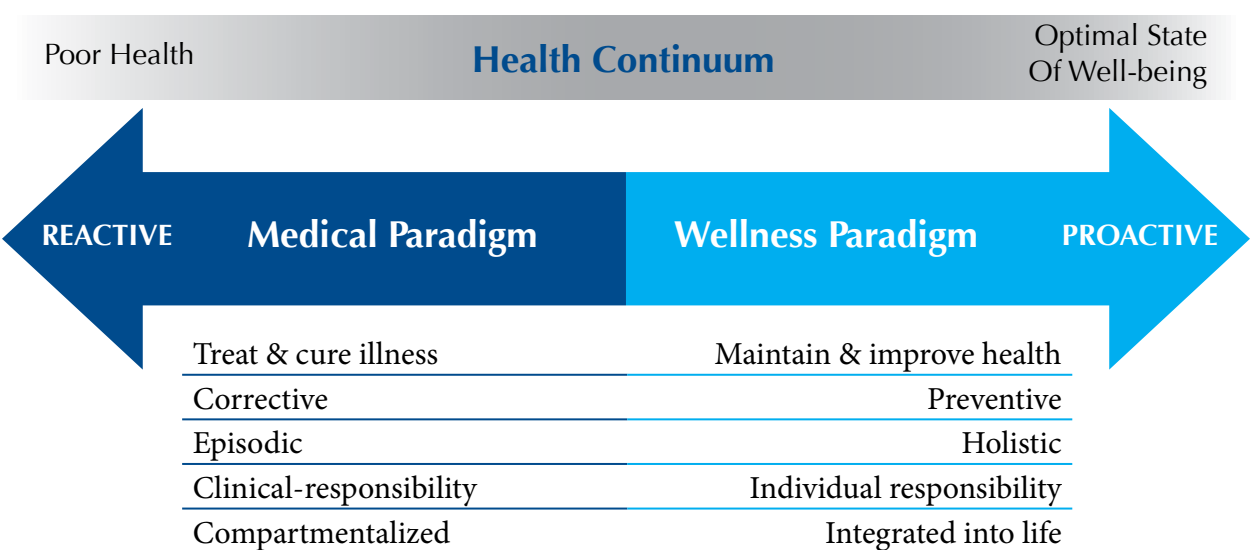 Poor Health
Health Continuum
Optimal State
Of Well-being
REACTIVE
Medical Paradigm
Wellness Paradigm
PROACTIVE
Treat & cure illness
Maintain & improve health
Corrective
Preventive
Episodic
Holistic
Clinical-responsibility
Individual responsibility
Compartmentalized
Integrated into life